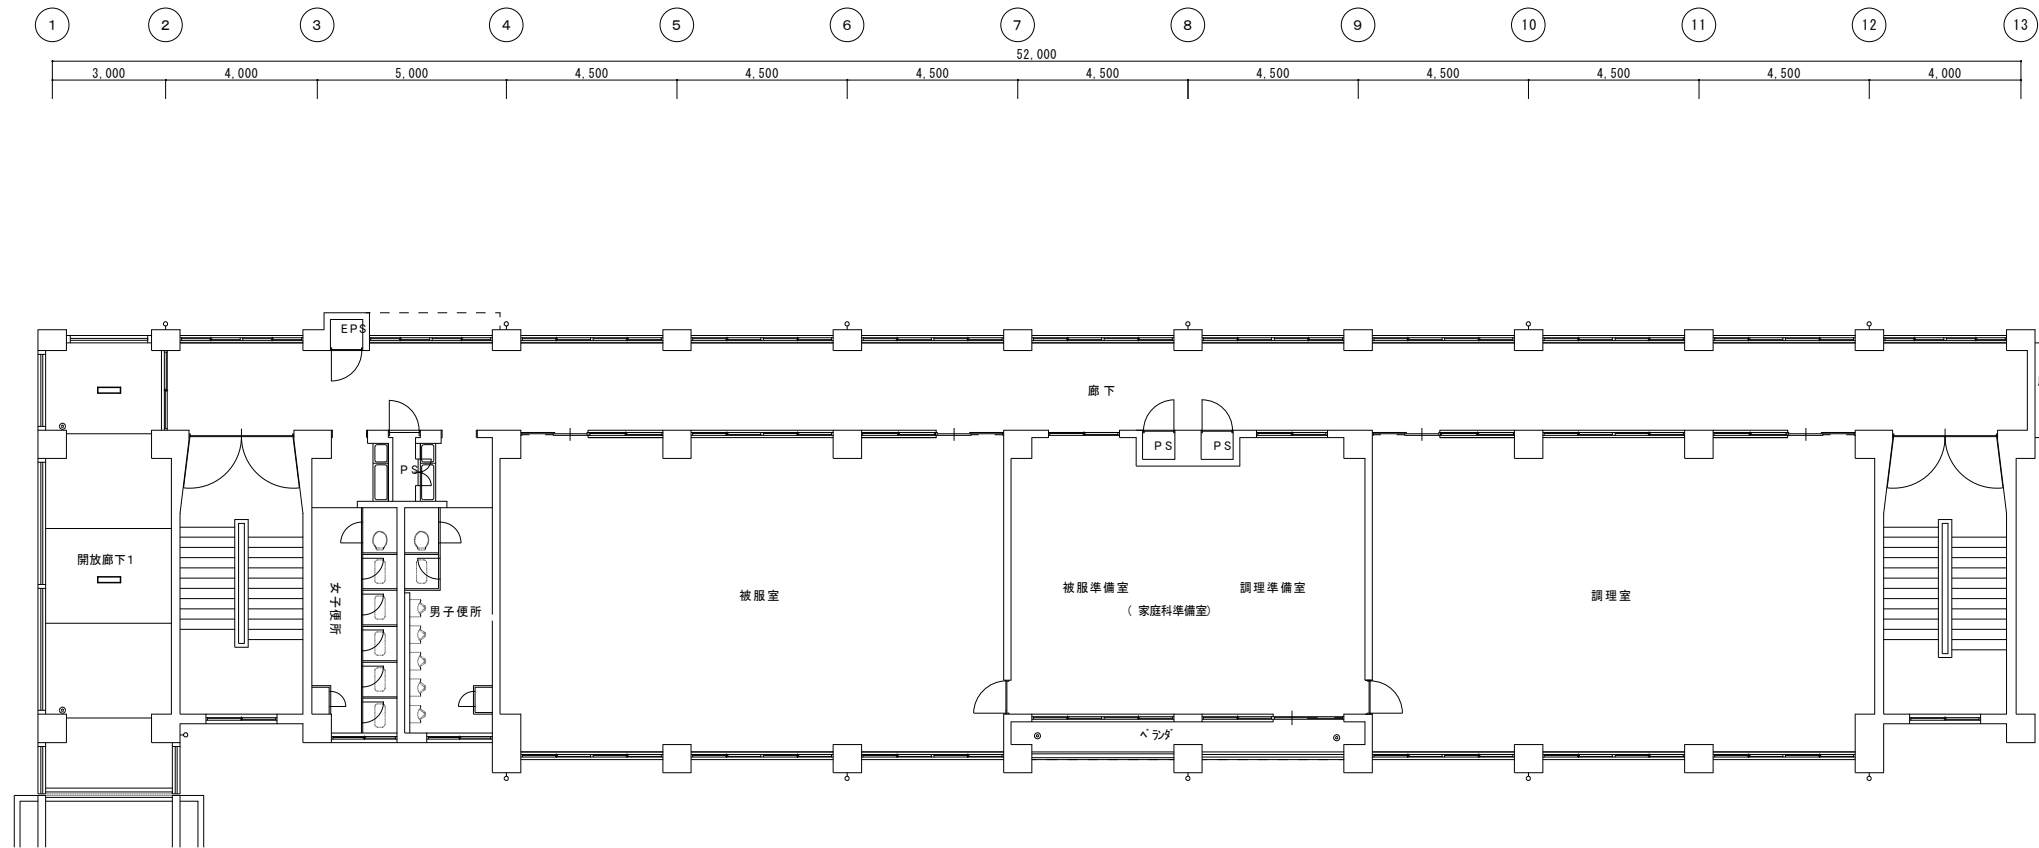 1 2 3 4 5 6 7 8 9 10 11 12 13
52,000
3,000 4,000 5,000 4,500 4,500 4,500 4,500 4,500 4,500 4,500 4,500 4,000
EPS
廊下
PS PS PS
開放廊下1
女子便所
男子便所
被服室
被服準備室 調理準備室
(家庭科準備室)
調理室
ベランダ